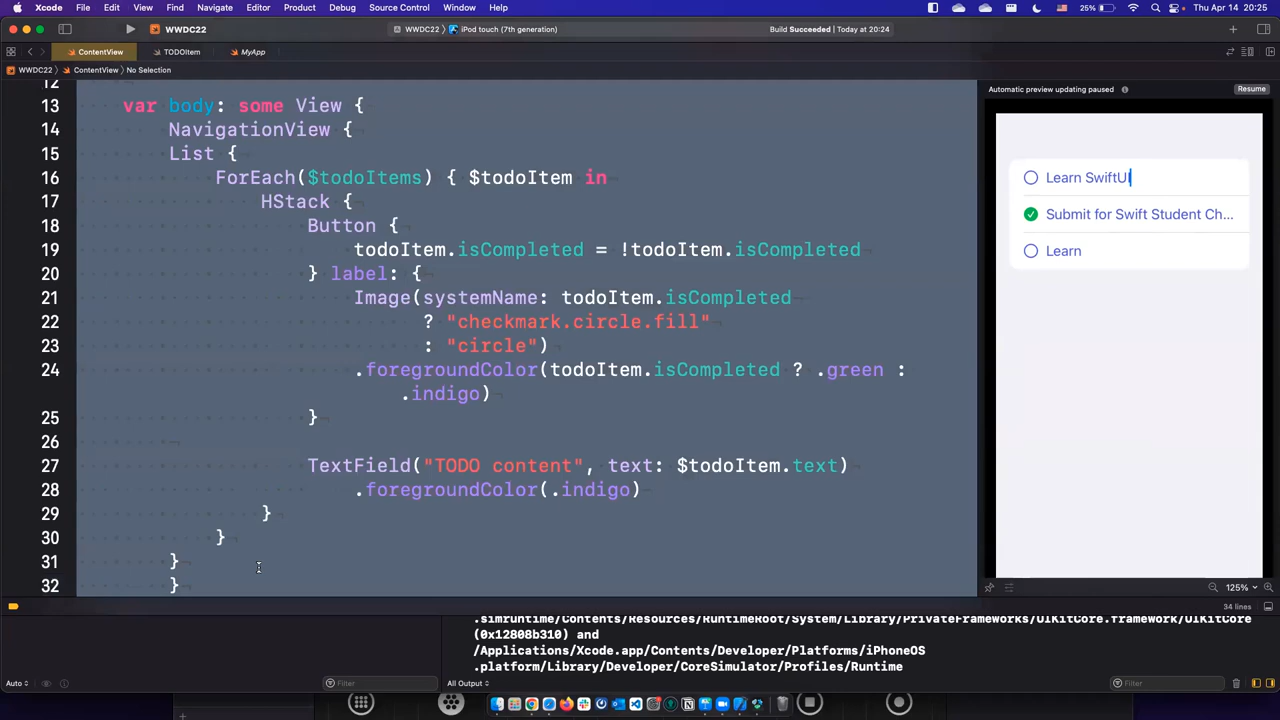 Xcode File Edit View Find Navigate Editor Product Debug Source Control Window Help 25% Thu Apr 14 20:25
WWDC22 WWDC22 〉 iPod touch (7th generation) Build Succeeded | Today at 20:24
ContentView TODOItem MyApp
WWDC22 〉 ContentView 〉 No Selection
Automatic preview updating paused Resume
12
13 var body: some View {
14 NavigationView {
15 List {
16 ForEach($todoItems) { $todoItem in
17 HStack {
18 Button {
19 todoItem.isCompleted = !todoItem.isCompleted
20 } label: {
21 Image(systemName: todoItem.isCompleted
22 ? "checkmark.circle.fill"
23 : "circle")
24 .foregroundColor(todoItem.isCompleted ? .green :
.indigo)
25 }
26
27 TextField("TODO content", text: $todoItem.text)
28 .foregroundColor(.indigo)
29 }
30 }
31 }
32 }
Learn SwiftUI
Submit for Swift Student Ch...
Learn
125%
34 lines
.simruntime/Contents/Resources/RuntimeRoot/System/Library/PrivateFrameworks/UIKitCore.framework/UIKitCore
(0x12808b310) and
/Applications/Xcode.app/Contents/Developer/Platforms/iPhoneOS
.platform/Library/Developer/CoreSimulator/Profiles/Runtime
Auto Filter All Output Filter